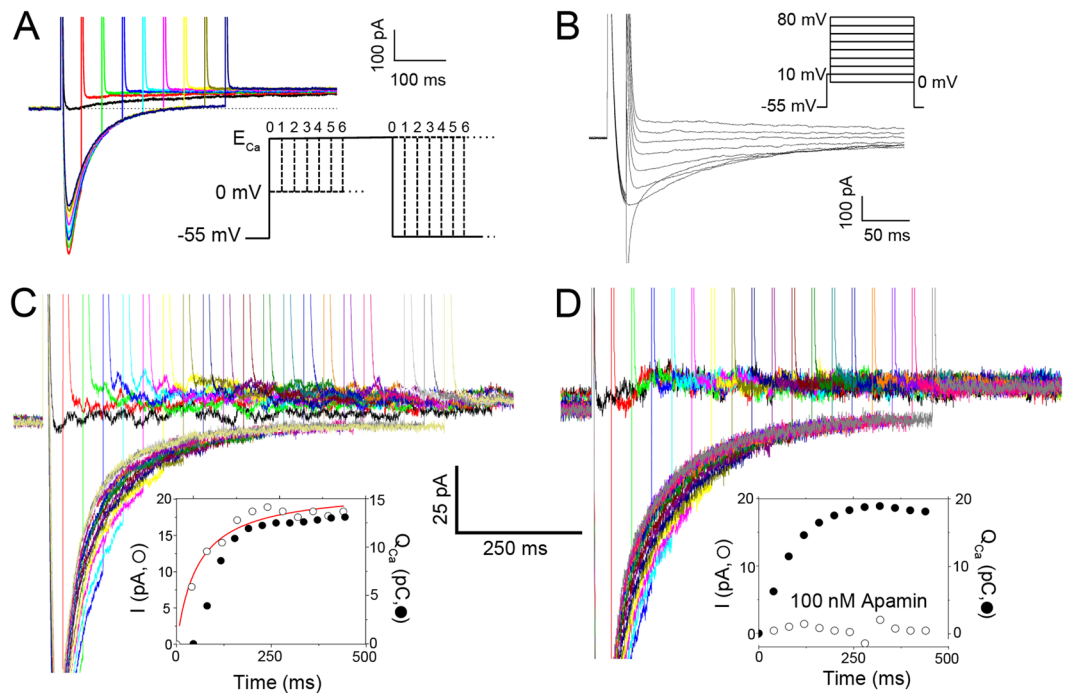 A
100 pA
100 ms
E Ca
0 1 2 3 4 5 6
0 1 2 3 4 5 6
0 mV
-55 mV
B
80 mV
10 mV
0 mV
-55 mV
100 pA
50 ms
C
25 pA
250 ms
I (pA, O)
20
15
10
5
0
15
10
5
0
Q Ca (pC, ●)
0
250
500
Time (ms)
D
I (pA, O)
20
10
0
20
10
0
Q Ca (pC, ●)
100 nM Apamin
0
250
500
Time (ms)